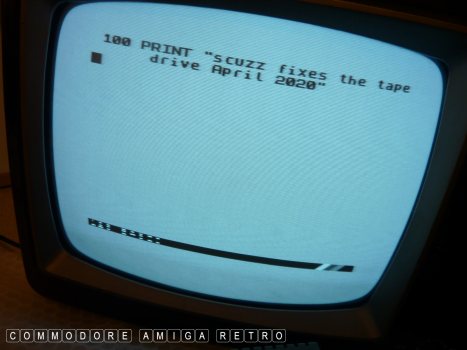 100 PRINT "scuzz fixes the tape
drive April 2020"
COMMODORE AMIGA RETRO